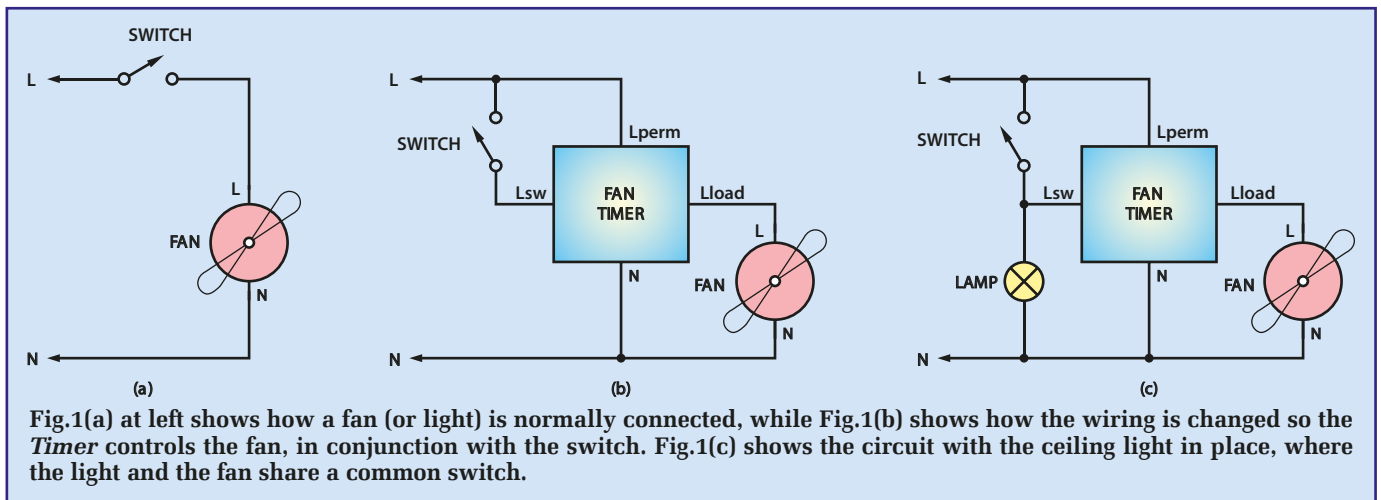 SWITCH
L
L
FAN
N
N
(a)
L
SWITCH
Lperm
Lsw
FAN
TIMER
Lload
L
N
FAN
N
N
(b)
L
SWITCH
Lperm
Lsw
FAN
TIMER
Lload
L
LAMP
N
FAN
N
N
(c)
Fig.1(a) at left shows how a fan (or light) is normally connected, while Fig.1(b) shows how the wiring is changed so the
Timer controls the fan, in conjunction with the switch. Fig.1(c) shows the circuit with the ceiling light in place, where
the light and the fan share a common switch.